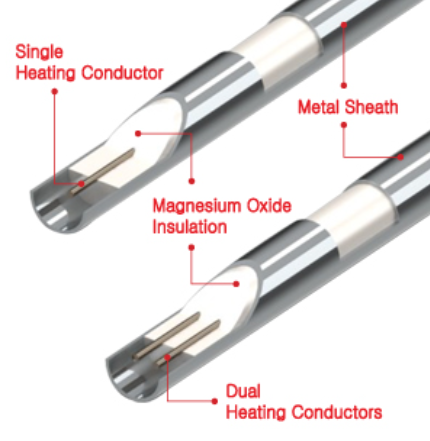 Single
Heating Conductor
Metal Sheath
Magnesium Oxide
Insulation
Dual
Heating Conductors